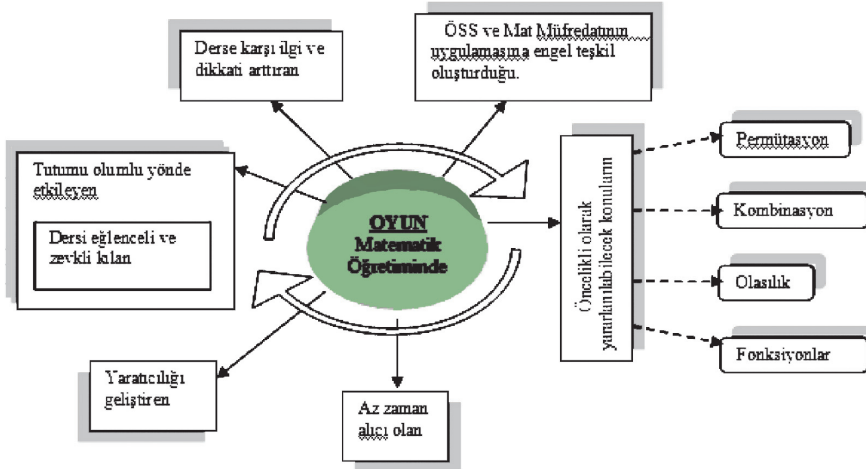 Derse karşı ilgi ve
dikkati arttıran
ÖSS ve Mat Müfredatının
uygulamasına engel teşkil
oluşturduğu.
Tutumu olumlu yönde
etkileyen
Dersi eğlenceli ve
zevkli kılan
OYUN
Matematik
Öğretiminde
Öncelikli olarak
yararlanılabilecek konuların
Permütasyon
Kombinasyon
Olasılık
Fonksiyonlar
Yaratıcılığı
geliştiren
Az zaman
alıcı olan